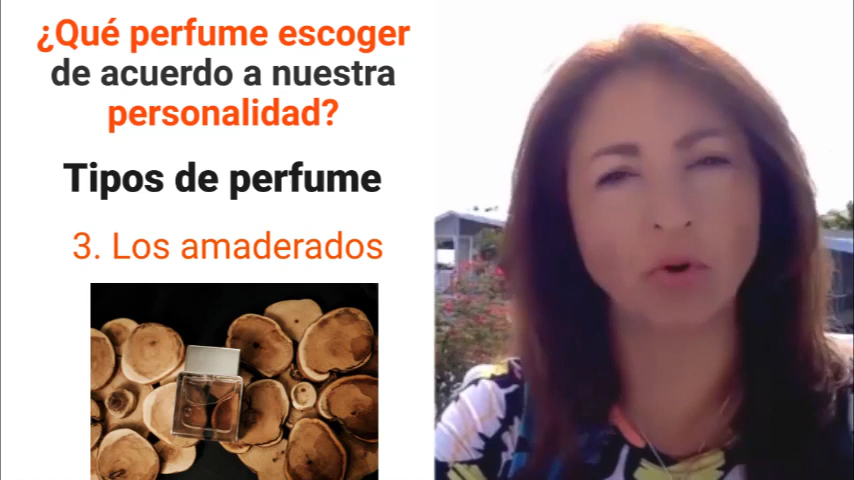 ¿Qué perfume escoger
de acuerdo a nuestra
personalidad?
Tipos de perfume
3. Los amaderados